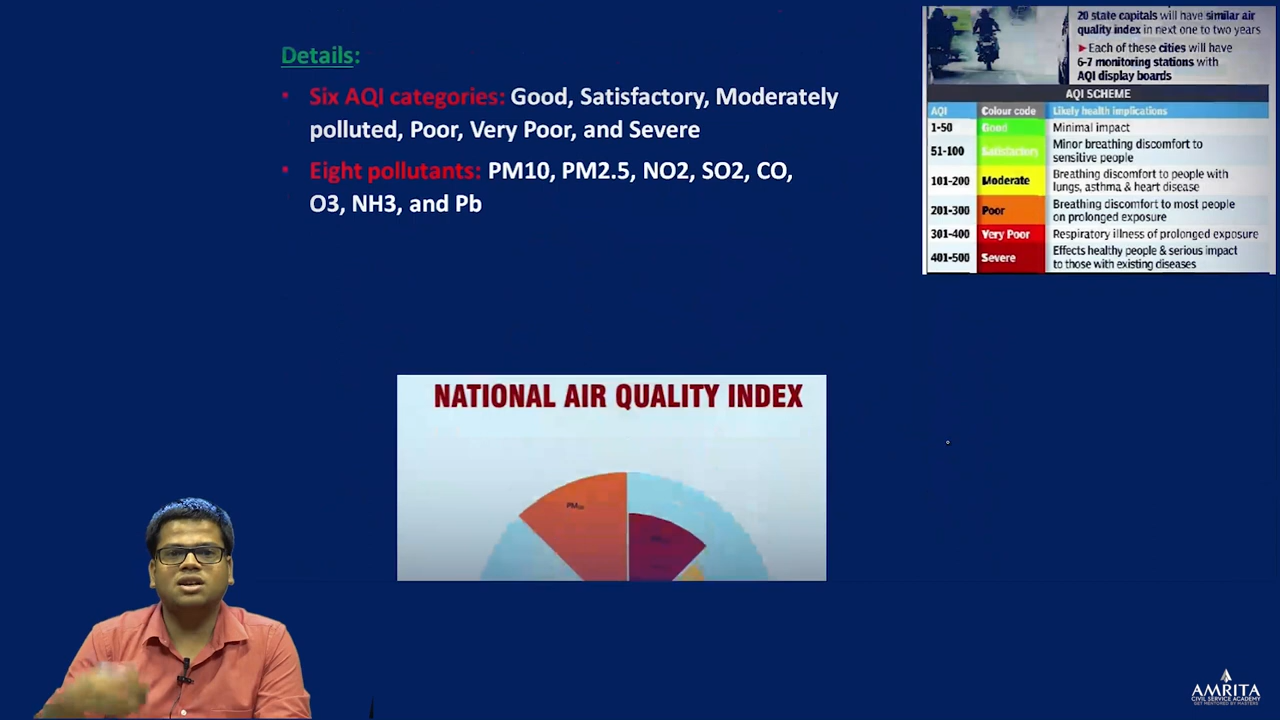 Details:
• Six AQI categories: Good, Satisfactory, Moderately
polluted, Poor, Very Poor, and Severe
• Eight pollutants: PM10, PM2.5, NO2, SO2, CO,
O3, NH3, and Pb
20 state capitals will have similar air
quality index in next one to two years
►Each of these cities will have
6-7 monitoring stations with
AQI display boards
AQI SCHEME
AQI Colour code Likely health implications
1-50 Good Minimal impact
51-100 Satisfactory Minor breathing discomfort to
sensitive people
101-200 Moderate Breathing discomfort to people with
lungs, asthma & heart disease
201-300 Poor Breathing discomfort to most people
on prolonged exposure
301-400 Very Poor Respiratory illness of prolonged exposure
401-500 Severe Effects healthy people & serious impact
to those with existing diseases
NATIONAL AIR QUALITY INDEX
AMRITA
CIVIL SERVICE ACADEMY
GET MENTORED BY MASTERS